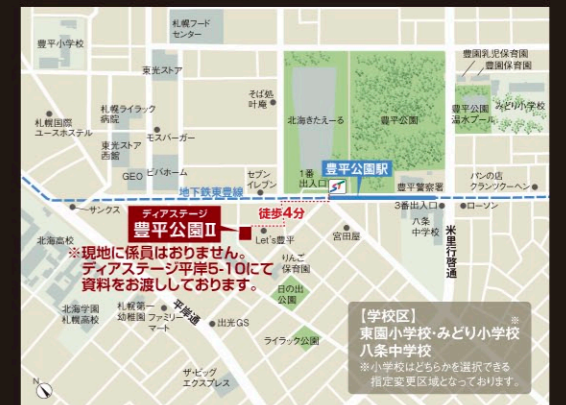 札幌フード
センター
豊平小学校
東光ストア
豊園乳児保育園
豊園保育園
そば処
叶庵
札幌ライラック
病院
札幌国際
ユースホステル
モスバーガー
東光ストア
西館
北海きたえーる
豊平公園
豊平公園
温水プール
みどり小学校
GEO
ビバホーム
セブン
イレブン
1番
出入口
豊平公園駅
豊平警察署
パンの店
クランツクーヘン
地下鉄東豊線
ST
徒歩4分
3番出入口
ローソン
サンクス
ディアステージ
豊平公園II
八条
中学校
米里行啓通
北海高校
Let's豊平
宮田屋
※現地に係員はおりません。
ディアステージ平岸5-10にて
資料をお渡ししております。
りんご
保育園
日の出
公園
北海学園
札幌高校
札幌第一
幼稚園
ファミリー
マート
平岸通
出光GS
ライラック公園
ザ・ビッグ
エクスプレス
【学校区】
東園小学校・みどり小学校※
八条中学校
※小学校はどちらかを選択できる
指定変更区域となっております。
N